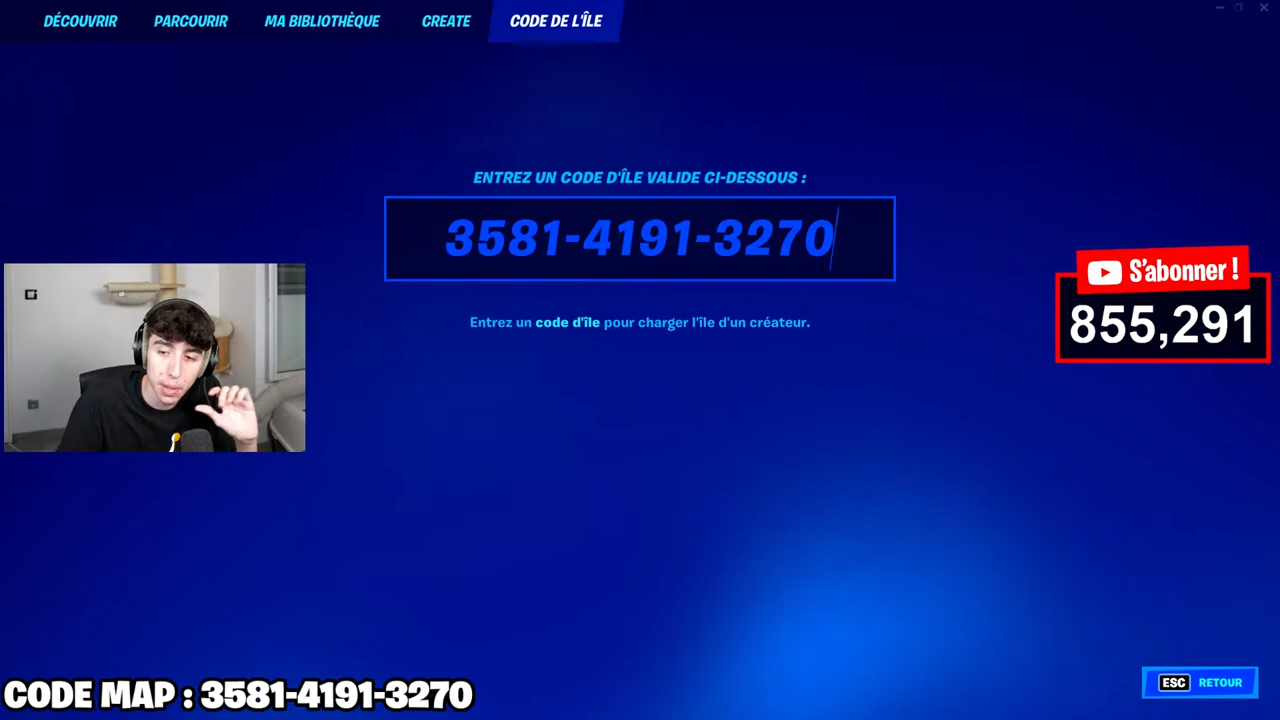 DÉCOUVRIR PARCOURIR MA BIBLIOTHÈQUE CREATE CODE DE L'ÎLE
ENTREZ UN CODE D'ÎLE VALIDE CI-DESSOUS :
3581-4191-3270
Entrez un code d'île pour charger l'île d'un créateur.
S'abonner !
855,291
ESC RETOUR
CODE MAP : 3581-4191-3270